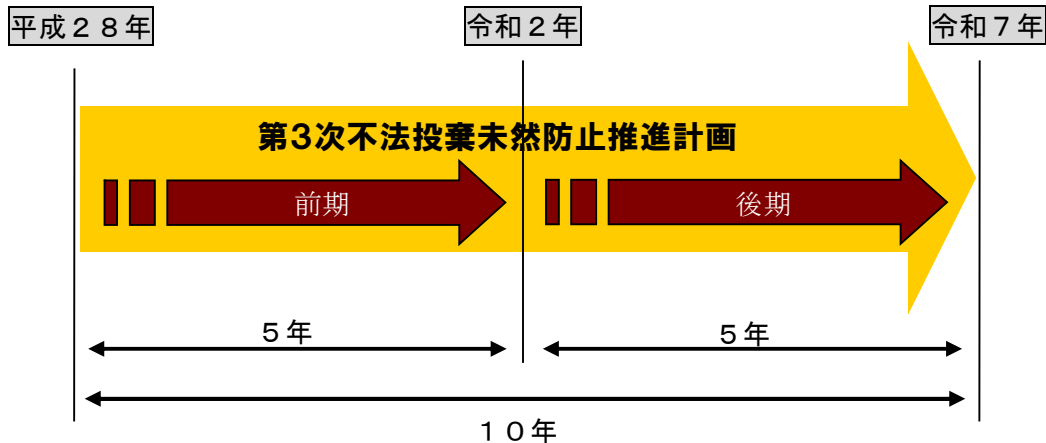 平成２８年
令和２年
令和７年
第3次不法投棄未然防止推進計画
前期
後期
５年
５年
１０年